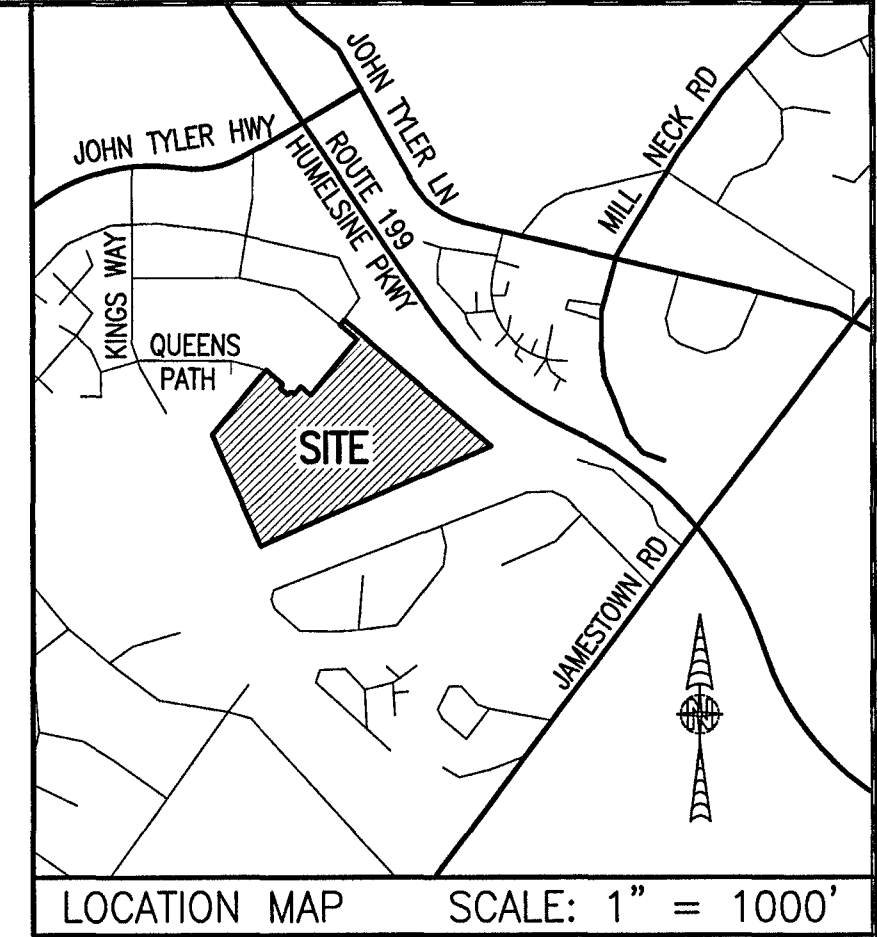 JOHN TYLER HWY
JOHN TYLER LN
ROUTE 199
HUMELSINE PKWY
MILL NECK RD
KINGS WAY
QUEENS
PATH
SITE
JAMESTOWN RD
N
LOCATION MAP SCALE: 1" = 1000'